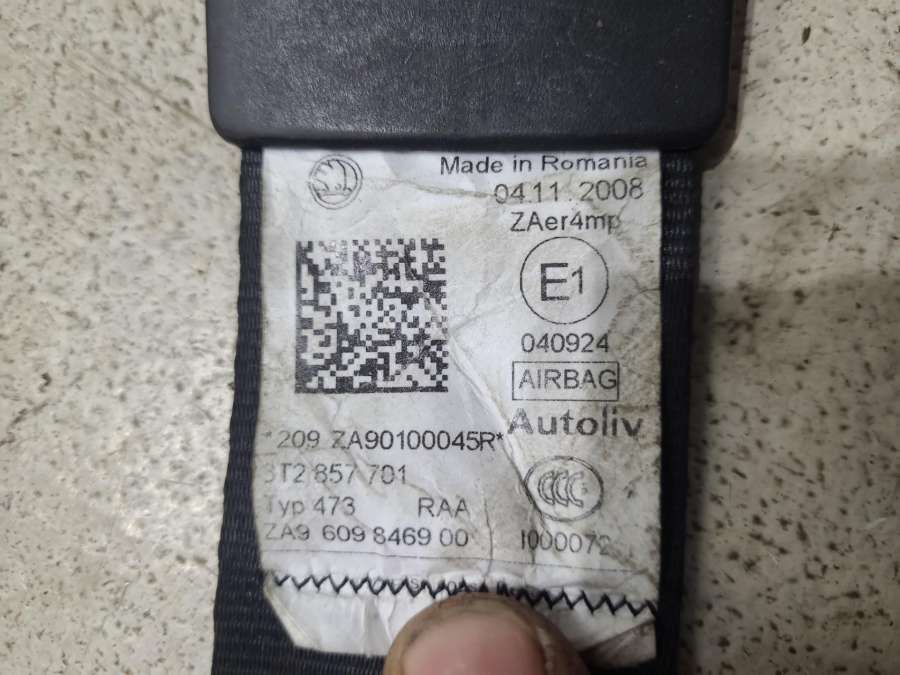 Made in Romania
04.11 2008
ZAer4mp
E1
040924
AIRBAG
Autoliv
*209 ZA90100045R*
3T2 857 701
Typ 473 RAA
ZA9 609 8469 00
CCC
I000072